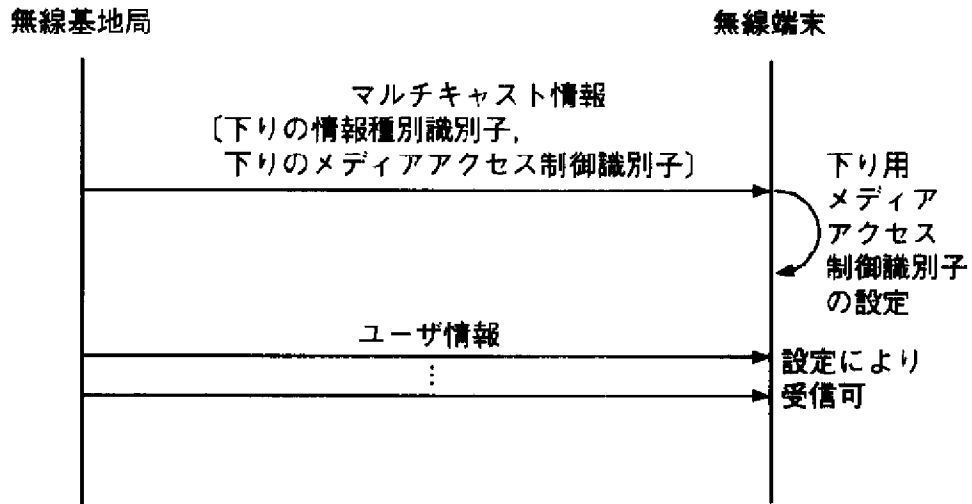 無線基地局
無線端末
マルチキャスト情報
〔下りの情報種別識別子,
下りのメディアアクセス制御識別子〕
下り用
メディア
アクセス
制御識別子
の設定
ユーザ情報
設定により
受信可